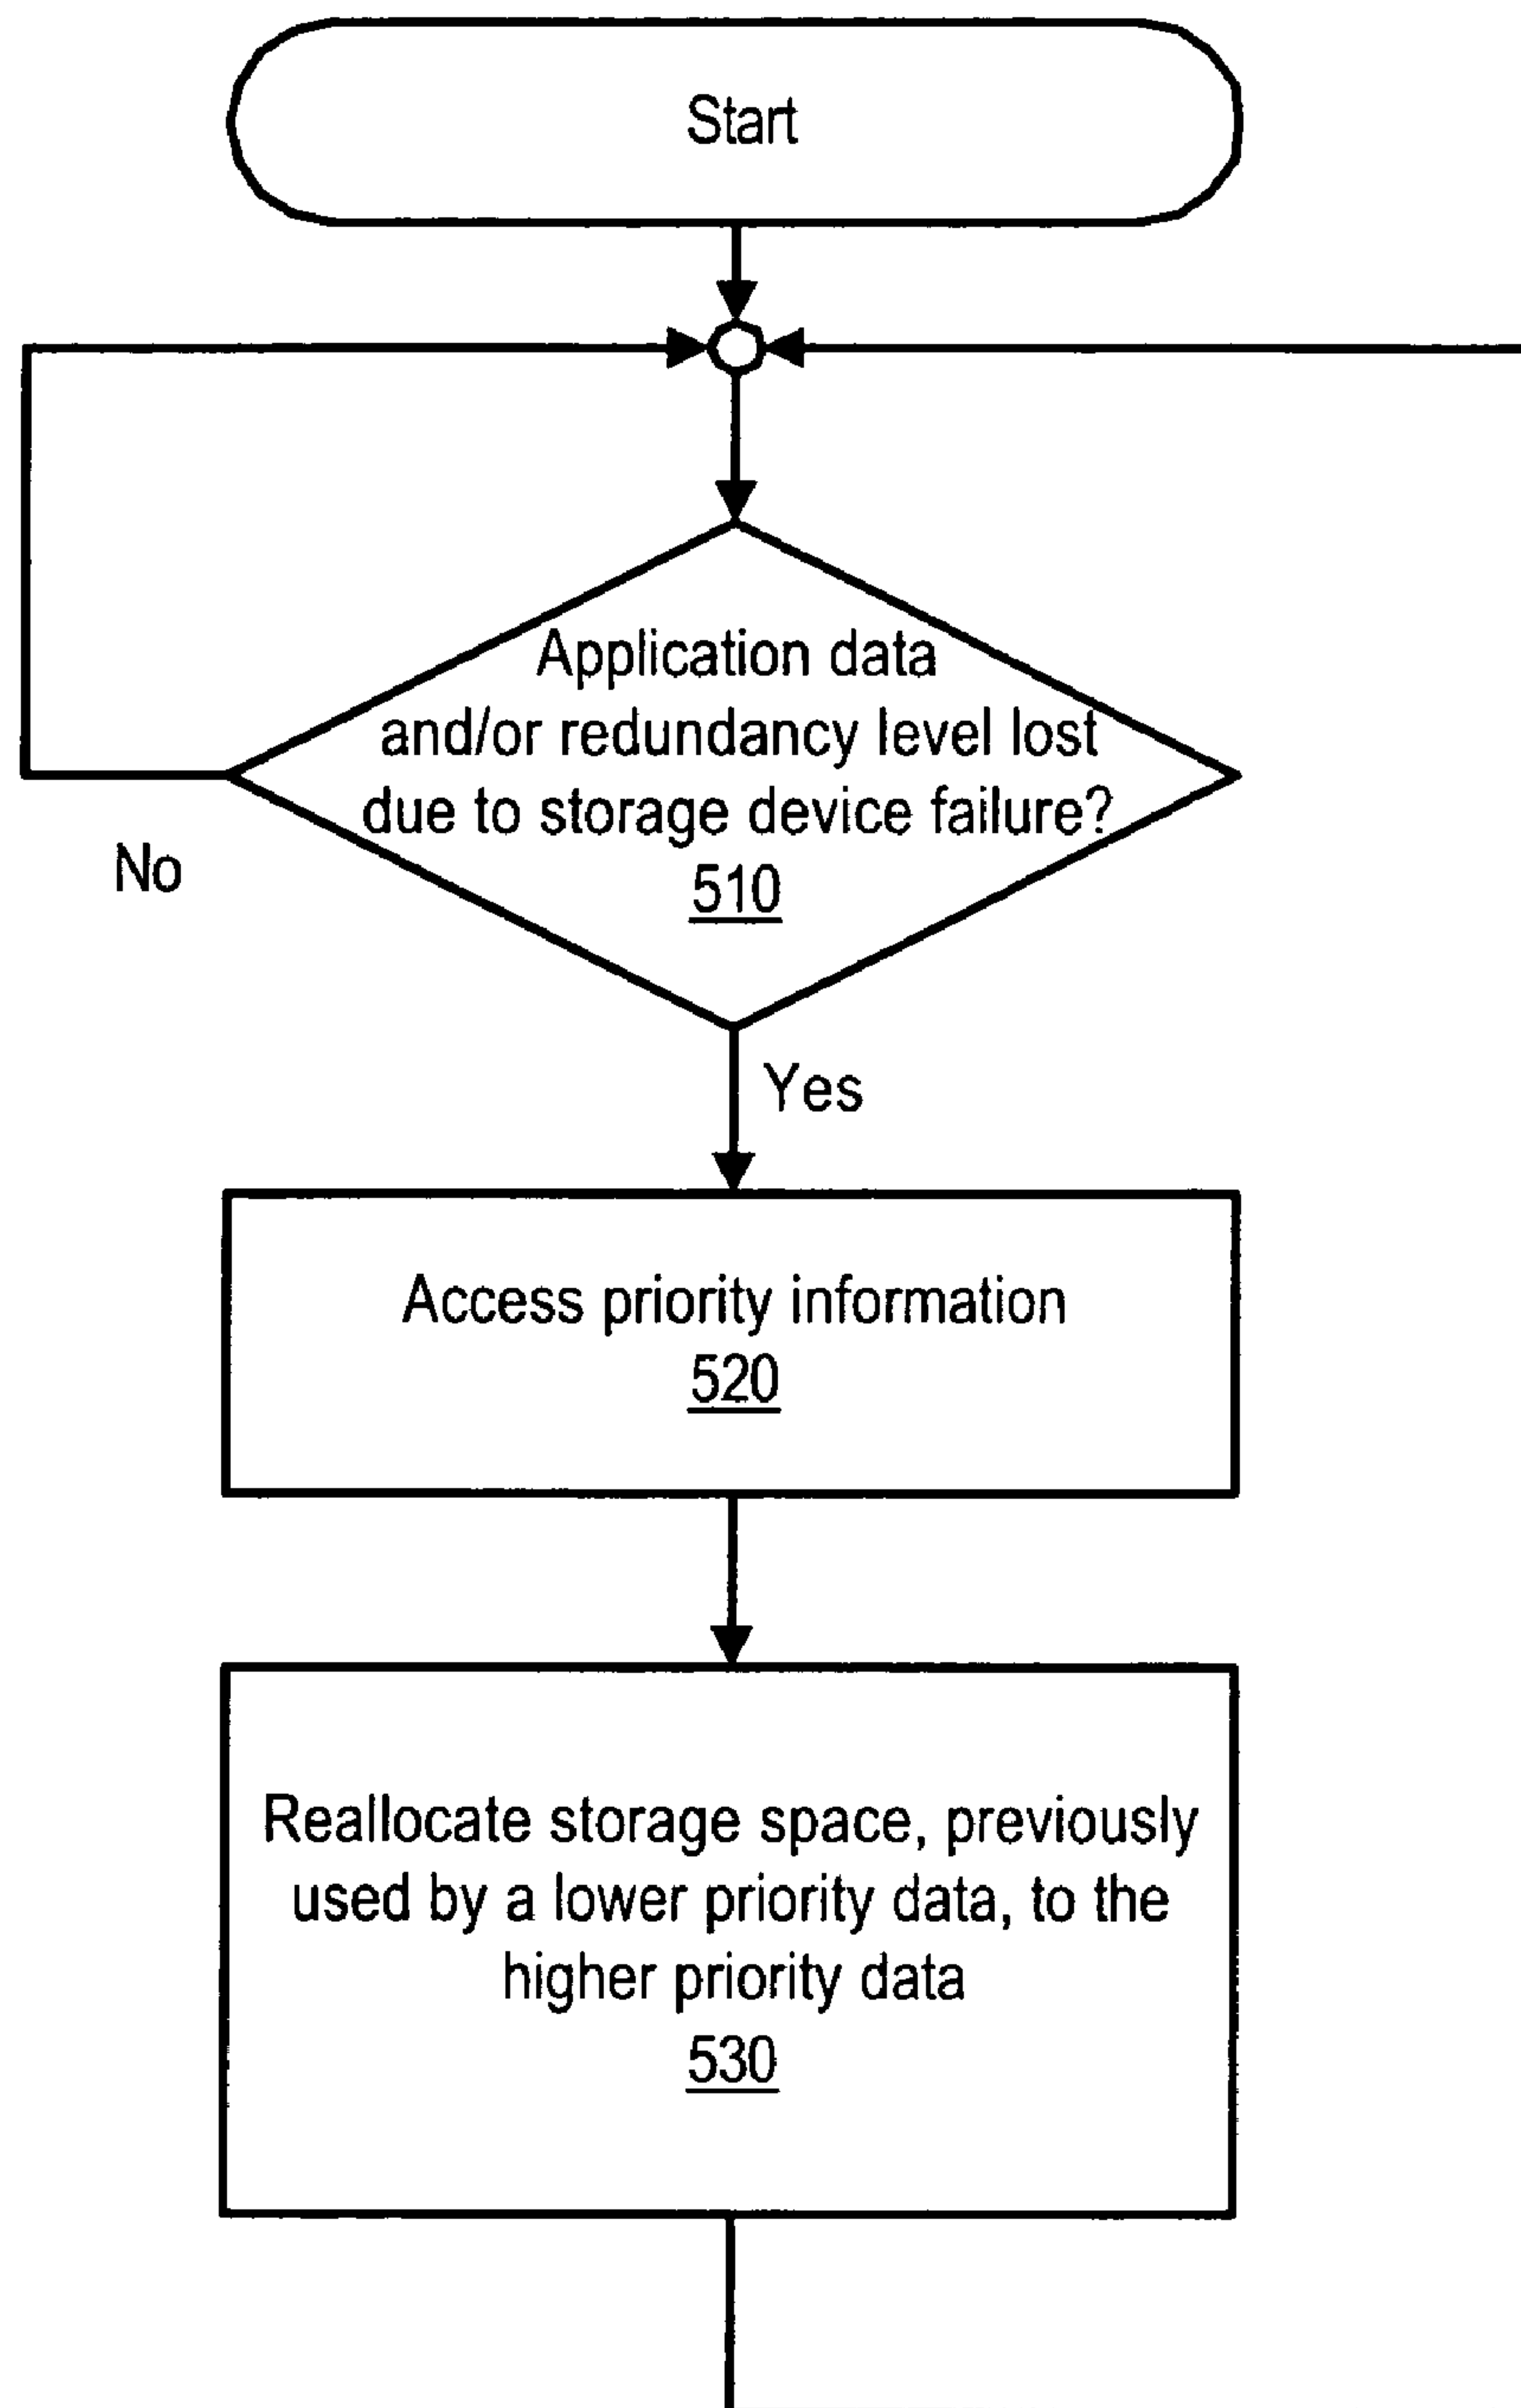 Start
Application data
and/or redundancy level lost
due to storage device failure?
510
No
Yes
Access priority information
520
Reallocate storage space, previously
used by a lower priority data, to the
higher priority data
530